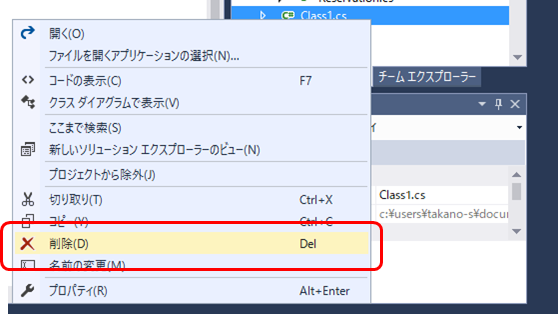 Class1.cs
開く(O)
ファイルを開くアプリケーションの選択(N)...
コードの表示(C) F7
クラス ダイアグラムで表示(V)
ここまで検索(S)
新しいソリューション エクスプローラーのビュー(N)
プロジェクトから除外(J)
切り取り(T) Ctrl+X
コピー(Y) Ctrl+C
削除(D) Del
名前の変更(M)
プロパティ(R) Alt+Enter
チーム エクスプローラー
Class1.cs
c:¥users¥takano-s¥docum